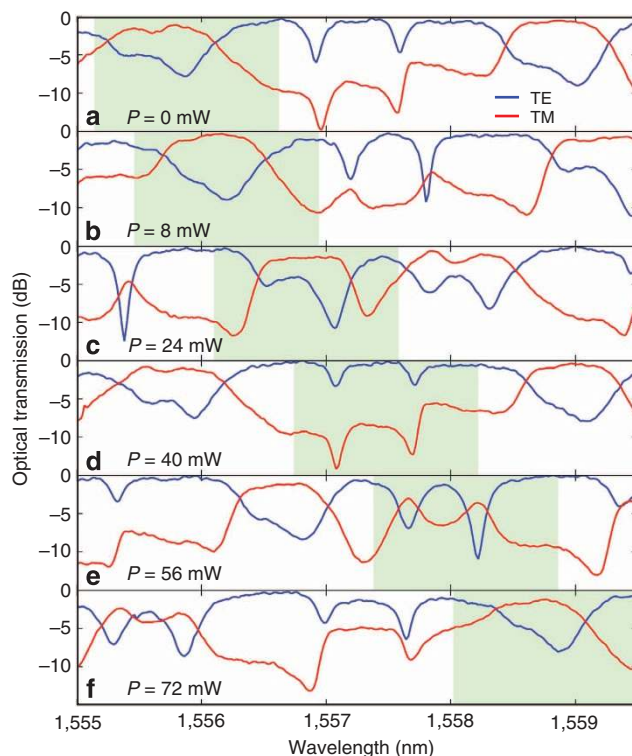 0
−5
−10
a
P = 0 mW
TE
TM
0
−5
−10
b
P = 8 mW
0
−5
−10
c
P = 24 mW
0
−5
−10
d
P = 40 mW
0
−5
−10
e
P = 56 mW
0
−5
−10
f
P = 72 mW
Optical transmission (dB)
1,555
1,556
1,557
1,558
1,559
Wavelength (nm)